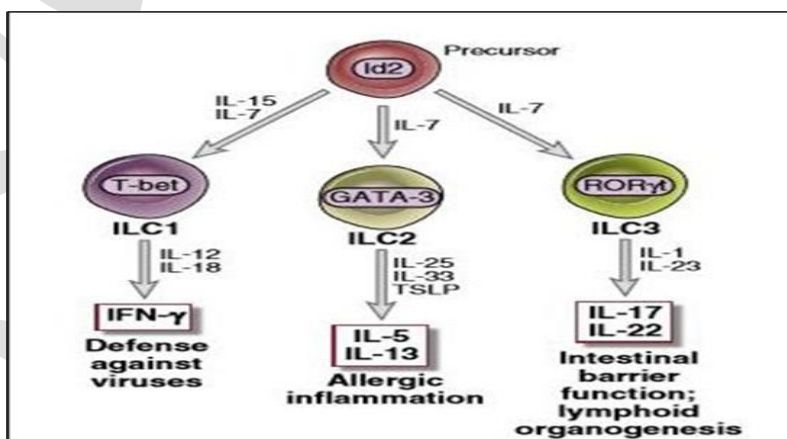 Precursor
Id2
IL-15
IL-7
IL-7
IL-7
T-bet
GATA-3
RORγt
ILC1
ILC2
ILC3
IL-12
IL-18
IL-25
IL-33
TSLP
IL-1
IL-23
IFN-γ
IL-5
IL-13
IL-17
IL-22
Defense
against
viruses
Allergic
inflammation
Intestinal
barrier
function;
lymphoid
organogenesis